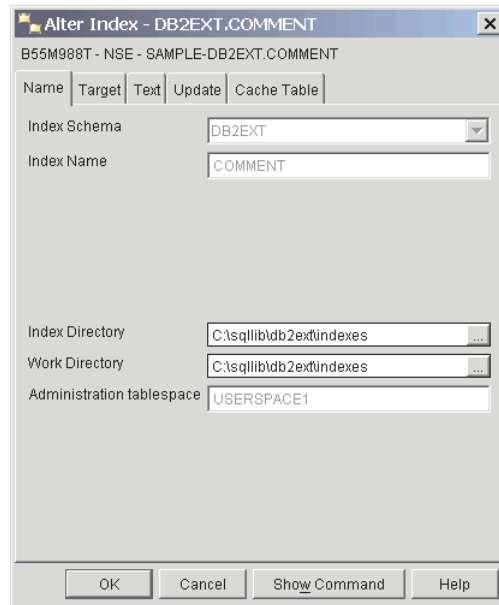 Alter Index - DB2EXT.COMMENT
B55M988T - NSE - SAMPLE-DB2EXT.COMMENT
Name Target Text Update Cache Table
Index Schema DB2EXT
Index Name COMMENT
Index Directory C:\sqllib\db2ext\indexes ...
Work Directory C:\sqllib\db2ext\indexes ...
Administration tablespace USERSPACE1
OK Cancel Show Command Help